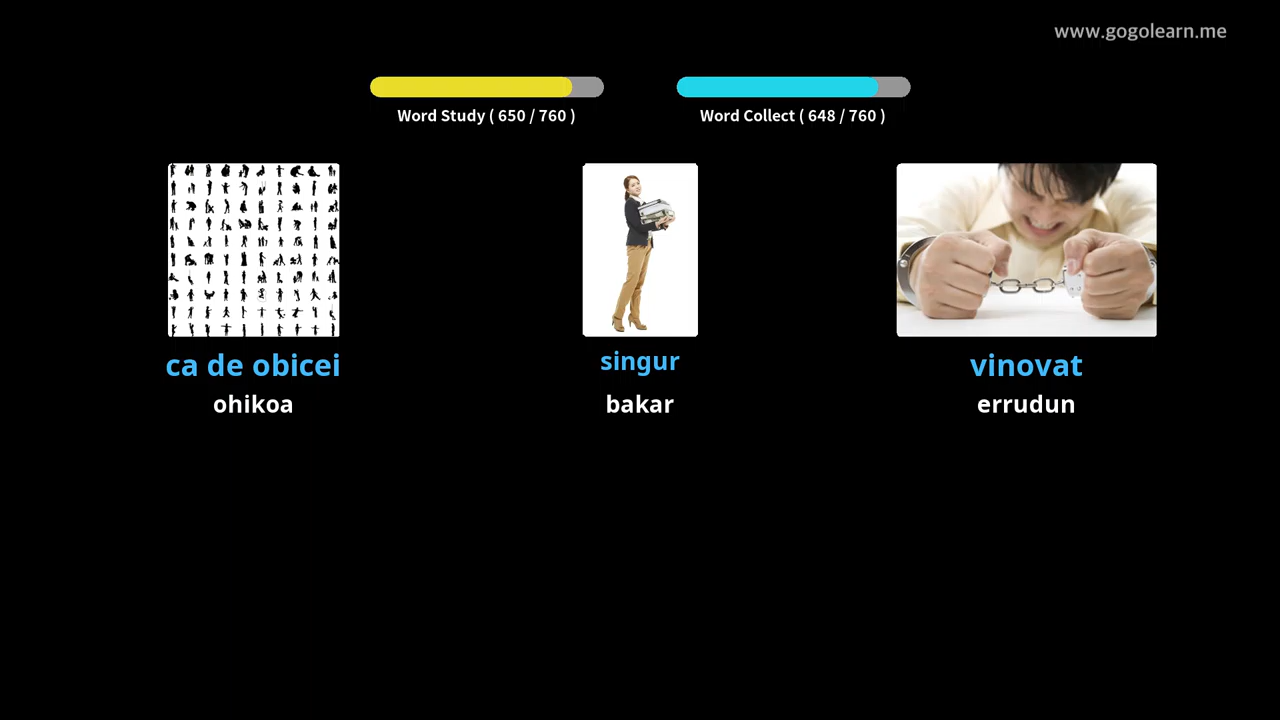 www.gogolearn.me
Word Study ( 650 / 760 )
Word Collect ( 648 / 760 )
ca de obicei
ohikoa
singur
bakar
vinovat
errudun